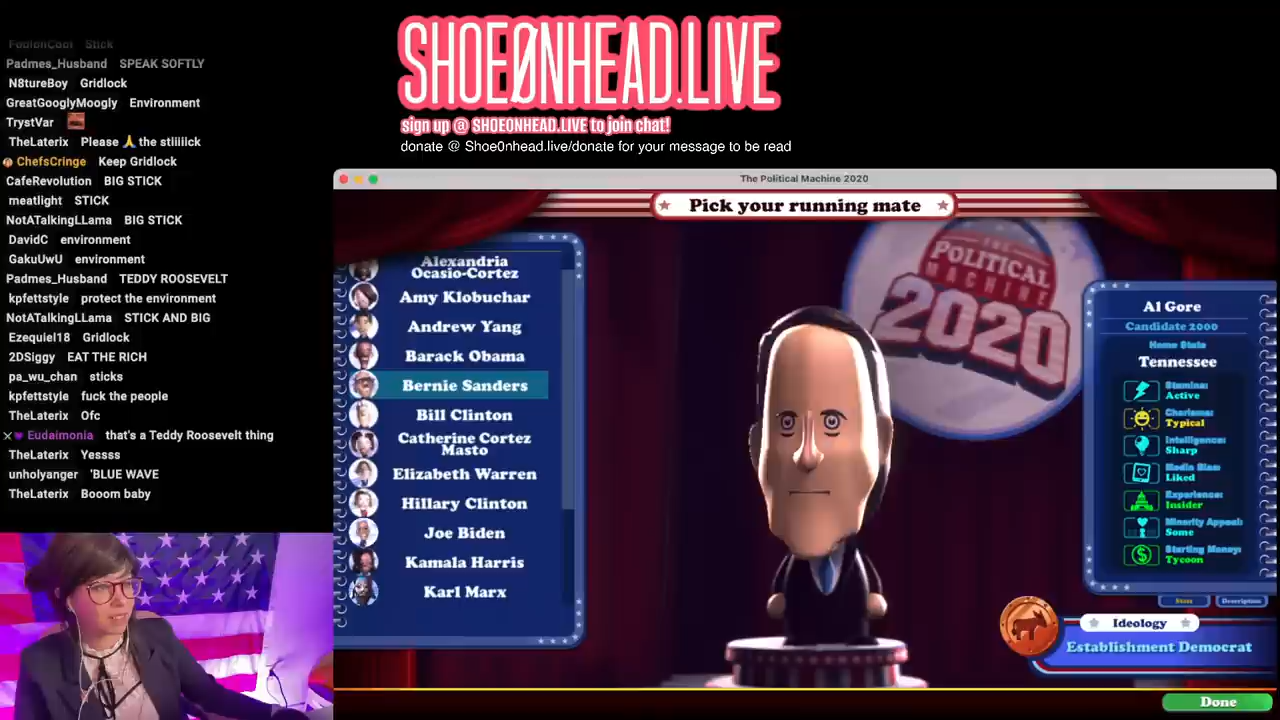 FoolonCaol Stick
Padmes_Husband SPEAK SOFTLY
N8tureBoy Gridlock
GreatGooglyMoogly Environment
TrystVar
TheLaterix Please 🙏 the stiiiiick
ChefsCringe Keep Gridlock
CafeRevolution BIG STICK
meatlight STICK
NotATalkingLLama BIG STICK
DavidC environment
GakuUwU environment
Padmes_Husband TEDDY ROOSEVELT
kpfettstyle protect the environment
NotATalkingLLama STICK AND BIG
Ezequiel18 Gridlock
2DSiggy EAT THE RICH
pa_wu_chan sticks
kpfettstyle fuck the people
TheLaterix Ofc
Eudaimonia that's a Teddy Roosevelt thing
TheLaterix Yessss
unholyanger 'BLUE WAVE
TheLaterix Booom baby
SHOE0NHEAD.LIVE
sign up @ SHOE0NHEAD.LIVE to join chat!
donate @ Shoe0nhead.live/donate for your message to be read
The Political Machine 2020
Pick your running mate
Alexandria
Ocasio-Cortez
Amy Klobuchar
Andrew Yang
Barack Obama
Bernie Sanders
Bill Clinton
Catherine Cortez
Masto
Elizabeth Warren
Hillary Clinton
Joe Biden
Kamala Harris
Karl Marx
THE
POLITICAL
MACHINE
2020
Al Gore
Candidate 2000
Home State
Tennessee
Stamina:
Active
Charisma:
Typical
Intelligence:
Sharp
Media Bias:
Liked
Experience:
Insider
Minority Appeal:
Some
Starting Money:
Tycoon
Stats
Description
Ideology
Establishment Democrat
Done